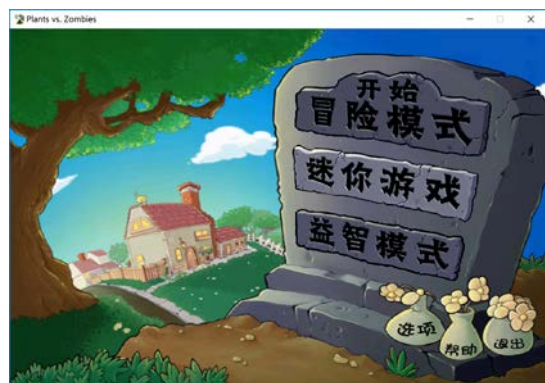 Plants vs. Zombies
开始
冒险模式
迷你游戏
益智模式
选项
帮助
退出